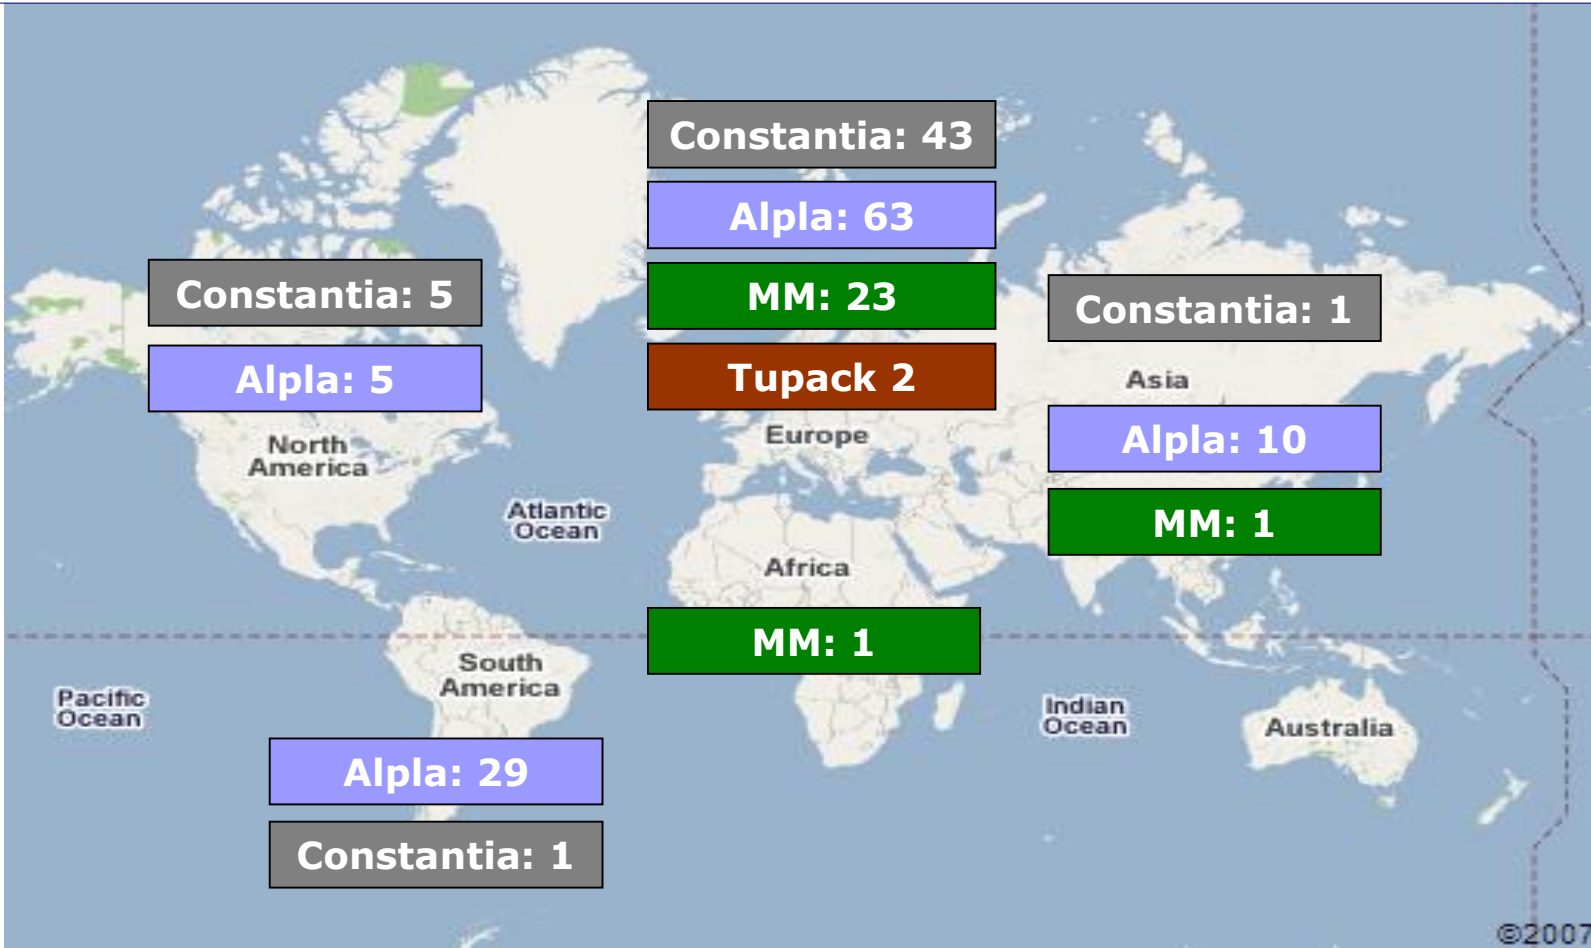 Constantia: 43
Alpla: 63
MM: 23
Tupack 2
Constantia: 5
Alpla: 5
Constantia: 1
Asia
Alpla: 10
MM: 1
Europe
North
America
Atlantic
Ocean
Africa
MM: 1
South
America
Pacific
Ocean
Indian
Ocean
Australia
Alpla: 29
Constantia: 1
©2007